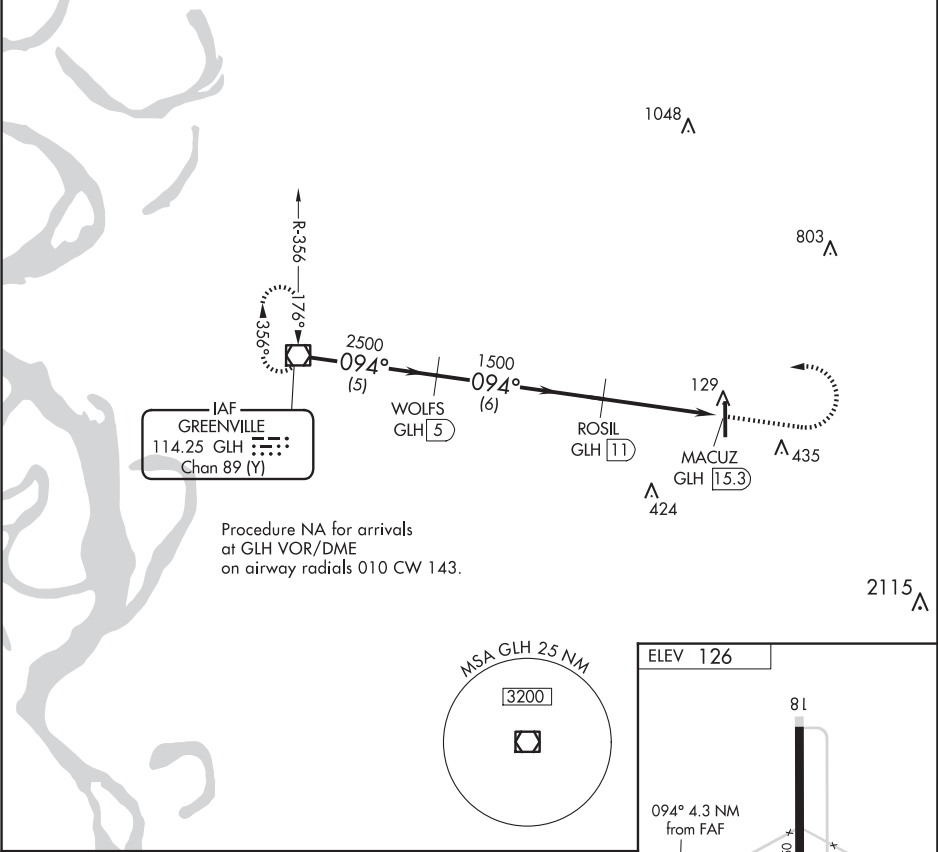 1048
803
R-356
176°
356°
2500
094°
(5)
1500
094°
(6)
129
WOLFS
GLH 5
ROSIL
GLH 11
MACUZ
GLH 15.3
435
424
IAF
GREENVILLE
114.25 GLH
Chan 89 (Y)
Procedure NA for arrivals
at GLH VOR/DME
on airway radials 010 CW 143.
2115
MSA GLH 25 NM
3200
ELEV 126
18
094° 4.3 NM
from FAF